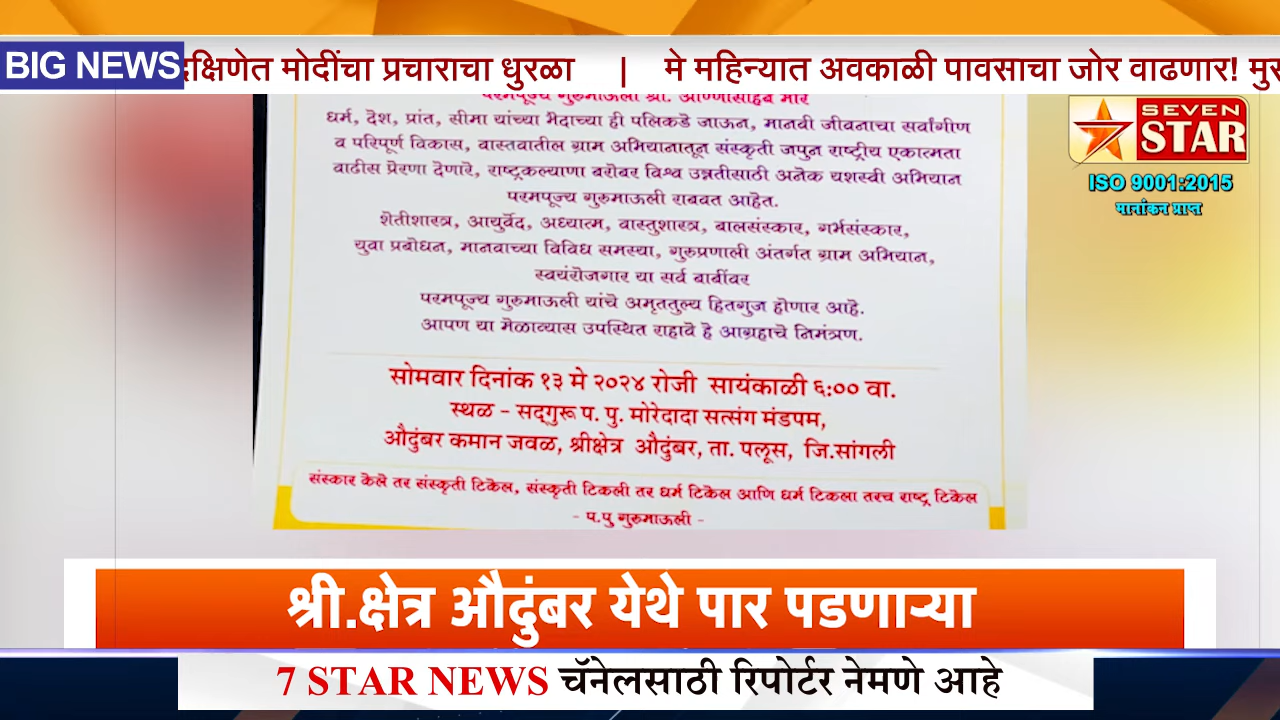 BIG NEWS
दक्षिणेत मोदींचा प्रचाराचा धुरळा | मे महिन्यात अवकाळी पावसाचा जोर वाढणार!
SEVEN
STAR
ISO 9001:2015
मानांकन प्राप्त
परमपूज्य गुरुमाऊली श्री. आण्णासाहेब मोरे
धर्म, देश, प्रांत, सीमा यांच्या भेदाच्या ही पलिकडे जाऊन, मानवी जीवनाचा सर्वांगीण
व परिपूर्ण विकास, वास्तवातील ग्राम अभियानातून संस्कृती जपुन राष्ट्रीय एकात्मता
वाढीस प्रेरणा देणारे, राष्ट्रकल्याणा बरोबर विश्व उन्नतीसाठी अनेक यशस्वी अभियान
परमपूज्य गुरुमाऊली राबवत आहेत.
शेतीशास्त्र, आयुर्वेद, अध्यात्म, वास्तुशास्त्र, बालसंस्कार, गर्भसंस्कार,
युवा प्रबोधन, मानवाच्या विविध समस्या, गुरुप्रणाली अंतर्गत ग्राम अभियान,
स्वयंरोजगार या सर्व बाबींवर
परमपूज्य गुरुमाऊली यांचे अमृततुल्य हितगुज होणार आहे.
आपण या मेळाव्यास उपस्थित राहावे हे आग्रहाचे निमंत्रण.
सोमवार दिनांक १३ मे २०२४ रोजी सायंकाळी ६:०० वा.
स्थळ - सद्‌गुरू प. पु. मोरेदादा सत्संग मंडपम,
औदुंबर कमान जवळ, श्रीक्षेत्र औदुंबर, ता. पलूस, जि.सांगली
संस्कार केले तर संस्कृती टिकेल, संस्कृती टिकली तर धर्म टिकेल आणि धर्म टिकला तरच राष्ट्र टिकेल
- प.पु गुरुमाऊली -
श्री.क्षेत्र औदुंबर येथे पार पडणाऱ्या
7 STAR NEWS चॅनेलसाठी रिपोर्टर नेमणे आहे